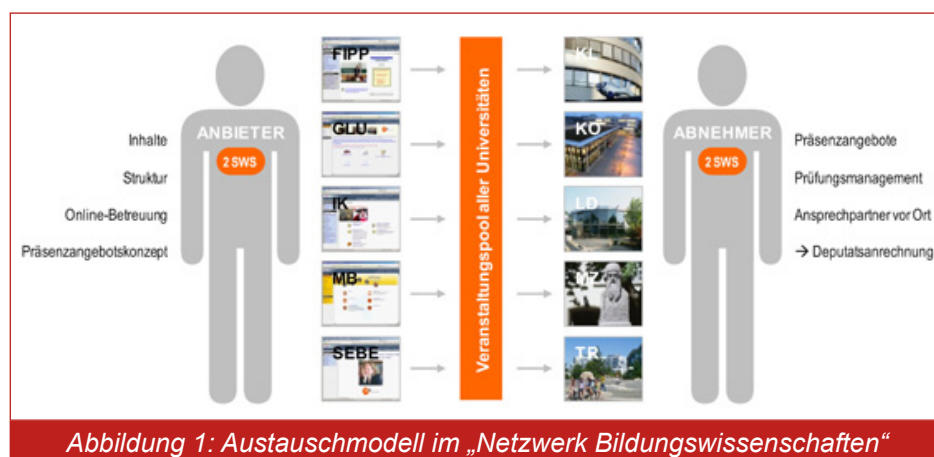 Inhalte
Struktur
Online-Betreuung
Präsenzangebotskonzept
ANBIETER
2 SWS
FIPP
GLU
IK
MB
SEBE
Veranstaltungspool aller Universitäten
KL
KO
LD
MZ
TR
ABNEHMER
2 SWS
Präsenzangebote
Prüfungsmanagement
Ansprechpartner vor Ort
→ Deputatsanrechnung
Abbildung 1: Austauschmodell im „Netzwerk Bildungswissenschaften“